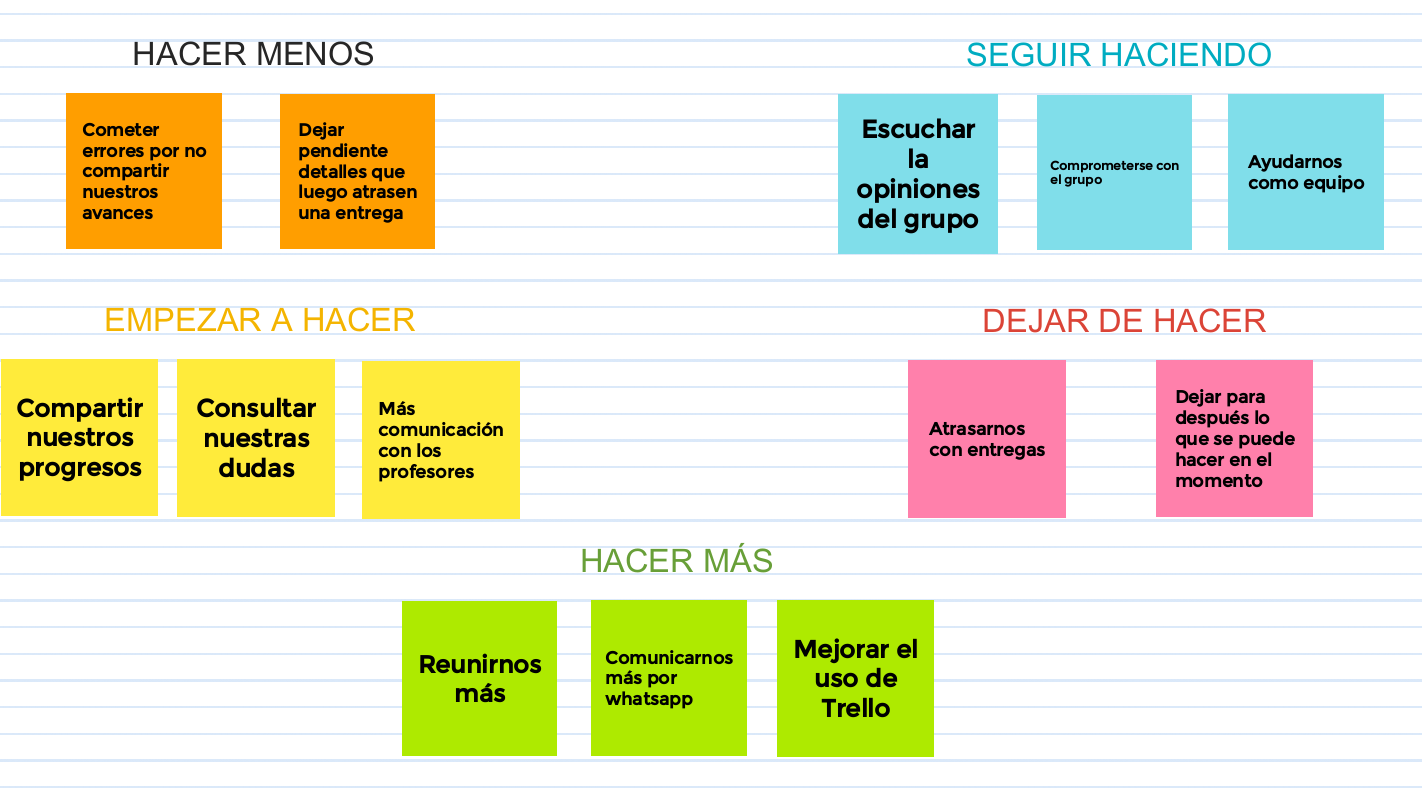 HACER MENOS
Cometer
errores por no
compartir
nuestros
avances
Dejar
pendiente
detalles que
luego atrasen
una entrega
SEGUIR HACIENDO
Escuchar
la
opiniones
del grupo
Comprometerse con
el grupo
Ayudarnos
como equipo
EMPEZAR A HACER
Compartir
nuestros
progresos
Consultar
nuestras
dudas
Más
comunicación
con los
profesores
DEJAR DE HACER
Atrasarnos
con entregas
Dejar para
después lo
que se puede
hacer en el
momento
HACER MÁS
Reunirnos
más
Comunicarnos
más por
whatsapp
Mejorar el
uso de
Trello